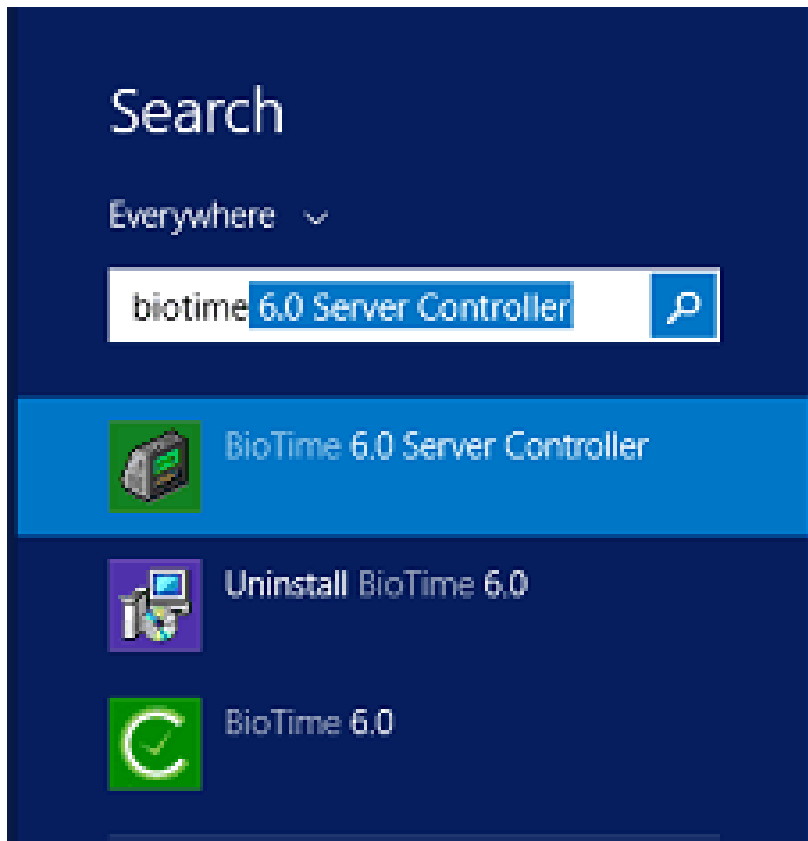 Search
Everywhere
biotime 6.0 Server Controller
BioTime 6.0 Server Controller
Uninstall BioTime 6.0
BioTime 6.0